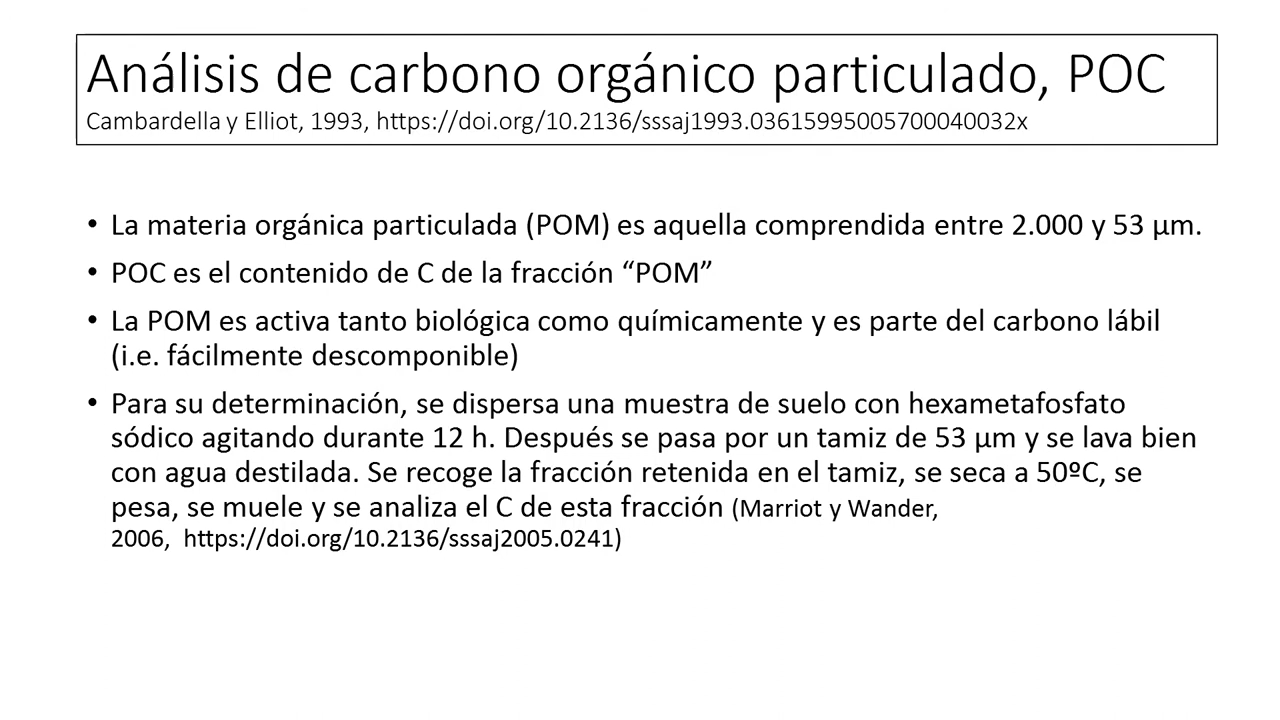 Análisis de carbono orgánico particulado, POC
Cambardella y Elliot, 1993, https://doi.org/10.2136/sssaj1993.03615995005700040032x
• La materia orgánica particulada (POM) es aquella comprendida entre 2.000 y 53 µm.
• POC es el contenido de C de la fracción “POM”
• La POM es activa tanto biológica como químicamente y es parte del carbono lábil
(i.e. fácilmente descomponible)
• Para su determinación, se dispersa una muestra de suelo con hexametafosfato
sódico agitando durante 12 h. Después se pasa por un tamiz de 53 µm y se lava bien
con agua destilada. Se recoge la fracción retenida en el tamiz, se seca a 50ºC, se
pesa, se muele y se analiza el C de esta fracción (Marriot y Wander,
2006, https://doi.org/10.2136/sssaj2005.0241)